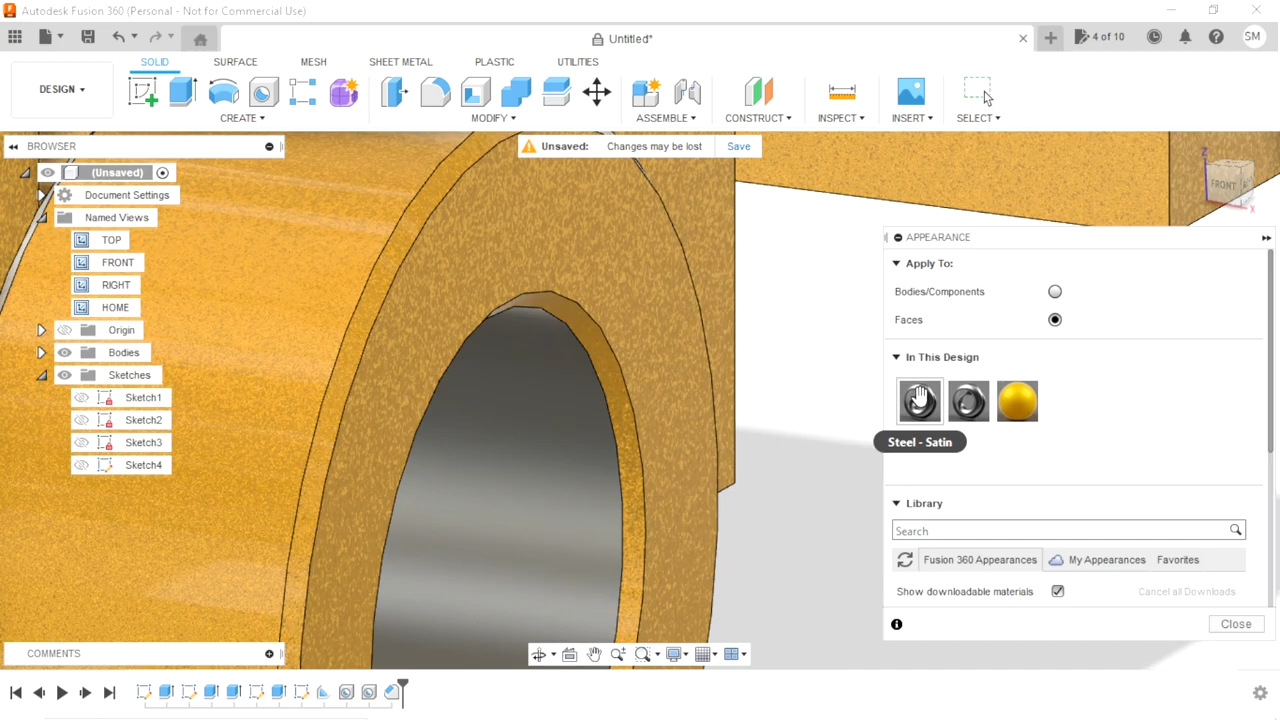 Autodesk Fusion 360 (Personal - Not for Commercial Use)
Untitled*
4 of 10
SM
DESIGN
SOLID
SURFACE
MESH
SHEET METAL
PLASTIC
UTILITIES
CREATE
MODIFY
ASSEMBLE
CONSTRUCT
INSPECT
INSERT
SELECT
BROWSER
Unsaved: Changes may be lost Save
(Unsaved)
Document Settings
Named Views
TOP
FRONT
RIGHT
HOME
Origin
Bodies
Sketches
Sketch1
Sketch2
Sketch3
Sketch4
Z
FRONT
X
APPEARANCE
Apply To:
Bodies/Components
Faces
In This Design
Steel - Satin
Library
Search
Fusion 360 Appearances
My Appearances
Favorites
Show downloadable materials
Cancel all Downloads
Close
COMMENTS